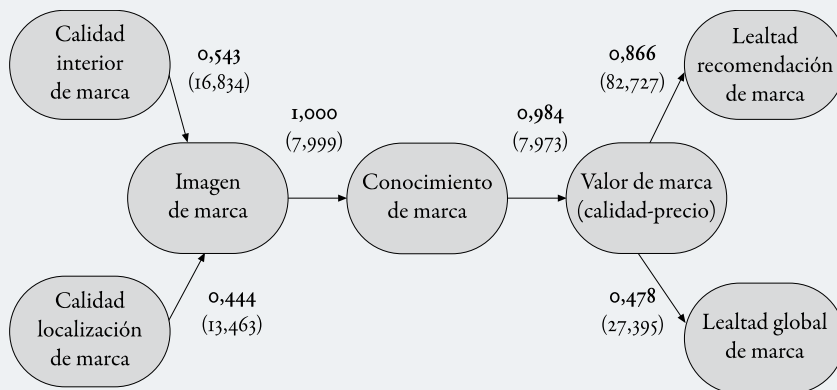 Calidad
interior
de marca
0,543
(16,834)
0,866
(82,727)
Lealtad
recomendación
de marca
1,000
(7,999)
0,984
(7,973)
Imagen
de marca
Conocimiento
de marca
Valor de marca
(calidad-precio)
Calidad
localización
de marca
0,444
(13,463)
0,478
(27,395)
Lealtad global
de marca